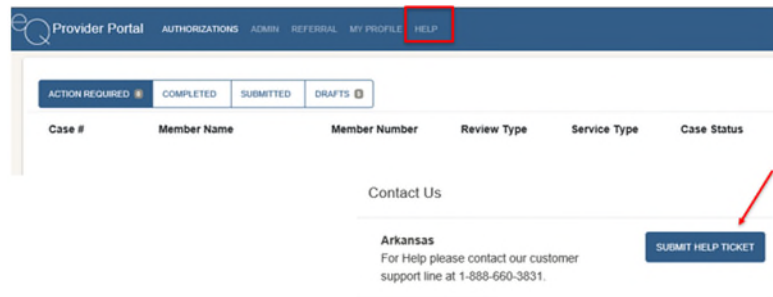 eQ Provider Portal AUTHORIZATIONS ADMIN REFERRAL MY PROFILE HELP
ACTION REQUIRED COMPLETED SUBMITTED DRAFTS
Case # Member Name Member Number Review Type Service Type Case Status
Contact Us
Arkansas
For Help please contact our customer
support line at 1-888-660-3831.
SUBMIT HELP TICKET